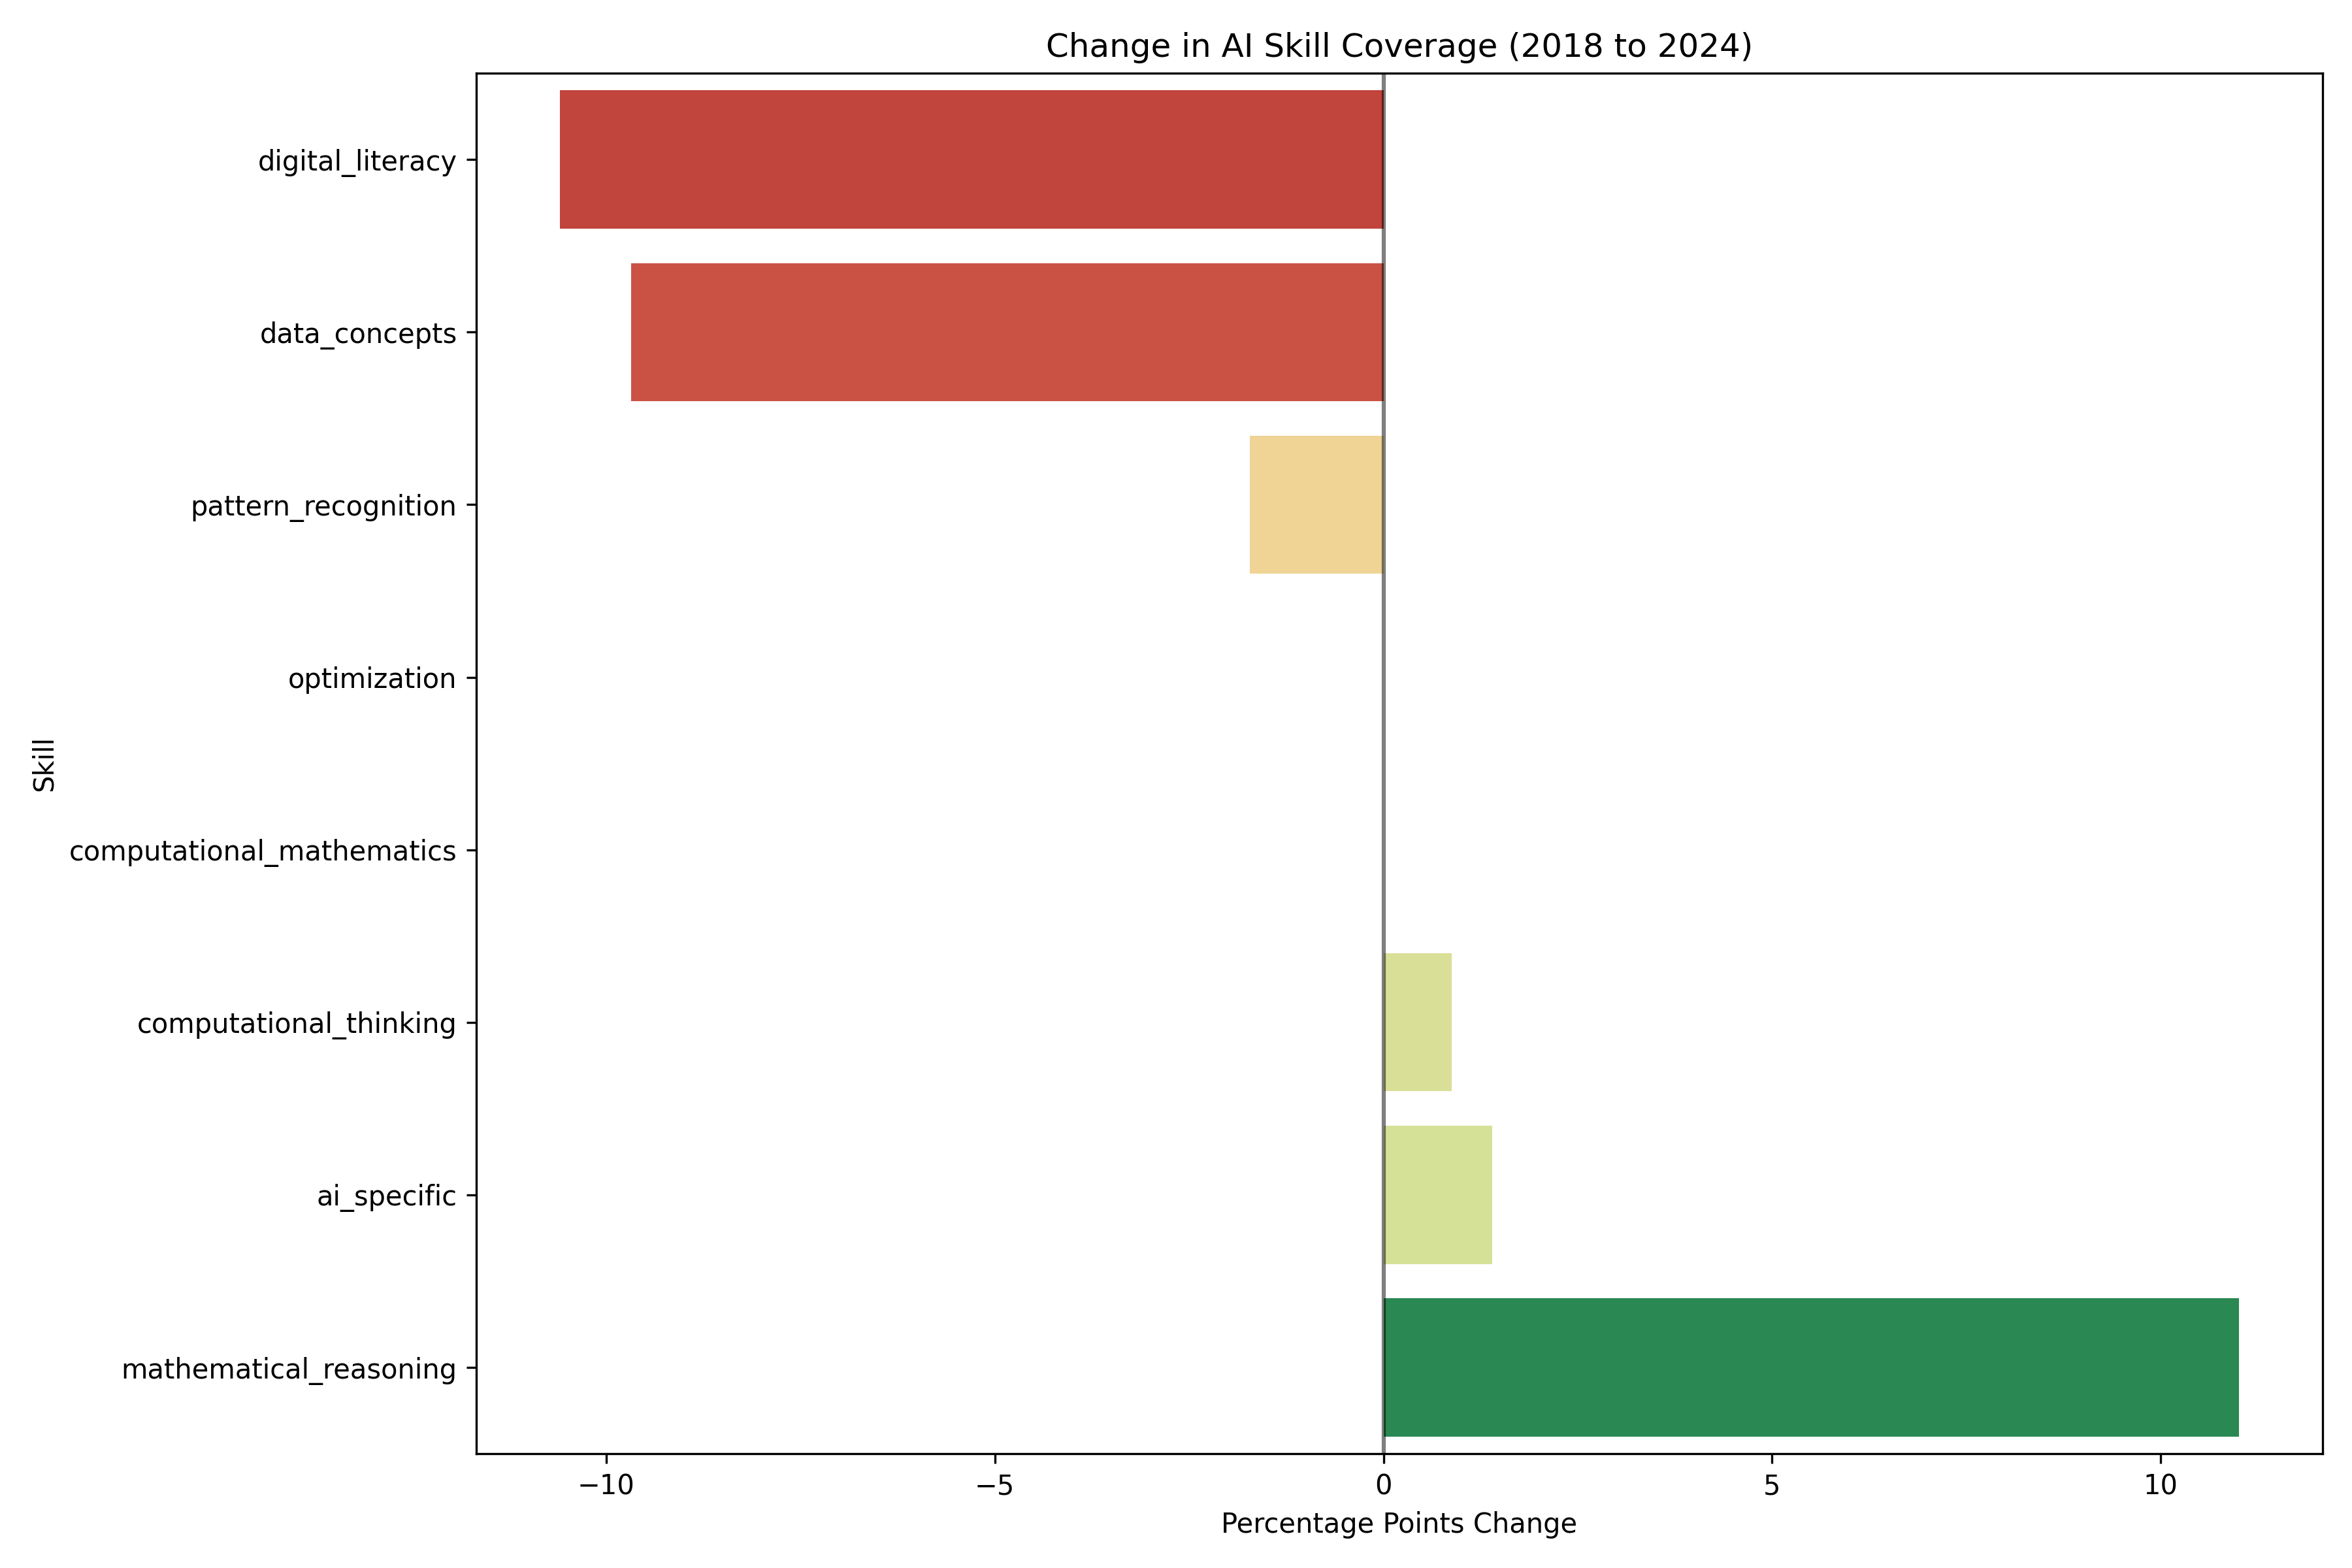 Change in AI Skill Coverage (2018 to 2024)
Skill
digital_literacy
data_concepts
pattern_recognition
optimization
computational_mathematics
computational_thinking
ai_specific
mathematical_reasoning
−10 −5 0 5 10
Percentage Points Change